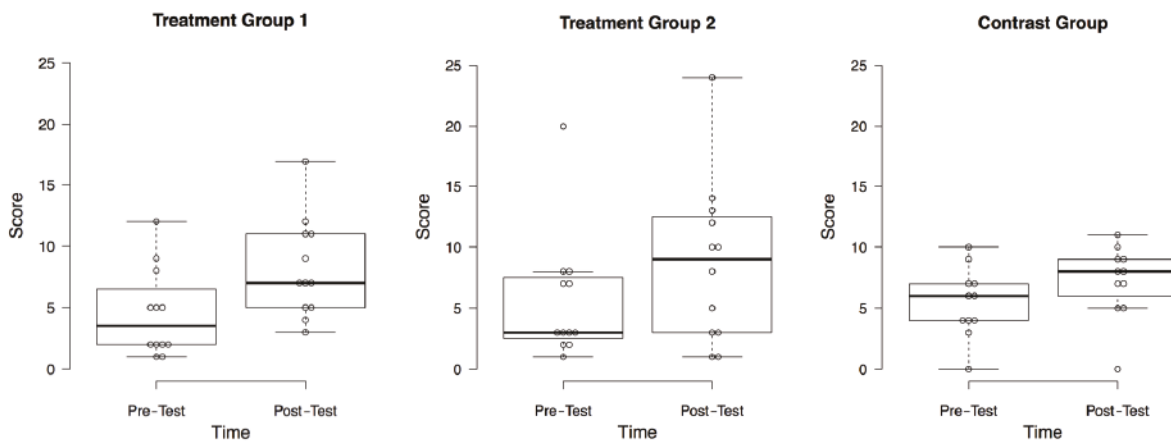 Treatment Group 1
25
20
15
10
5
0
Score
Pre-Test
Post-Test
Time
Treatment Group 2
25
20
15
10
5
0
Score
Pre-Test
Post-Test
Time
Contrast Group
25
20
15
10
5
0
Score
Pre-Test
Post-Test
Time